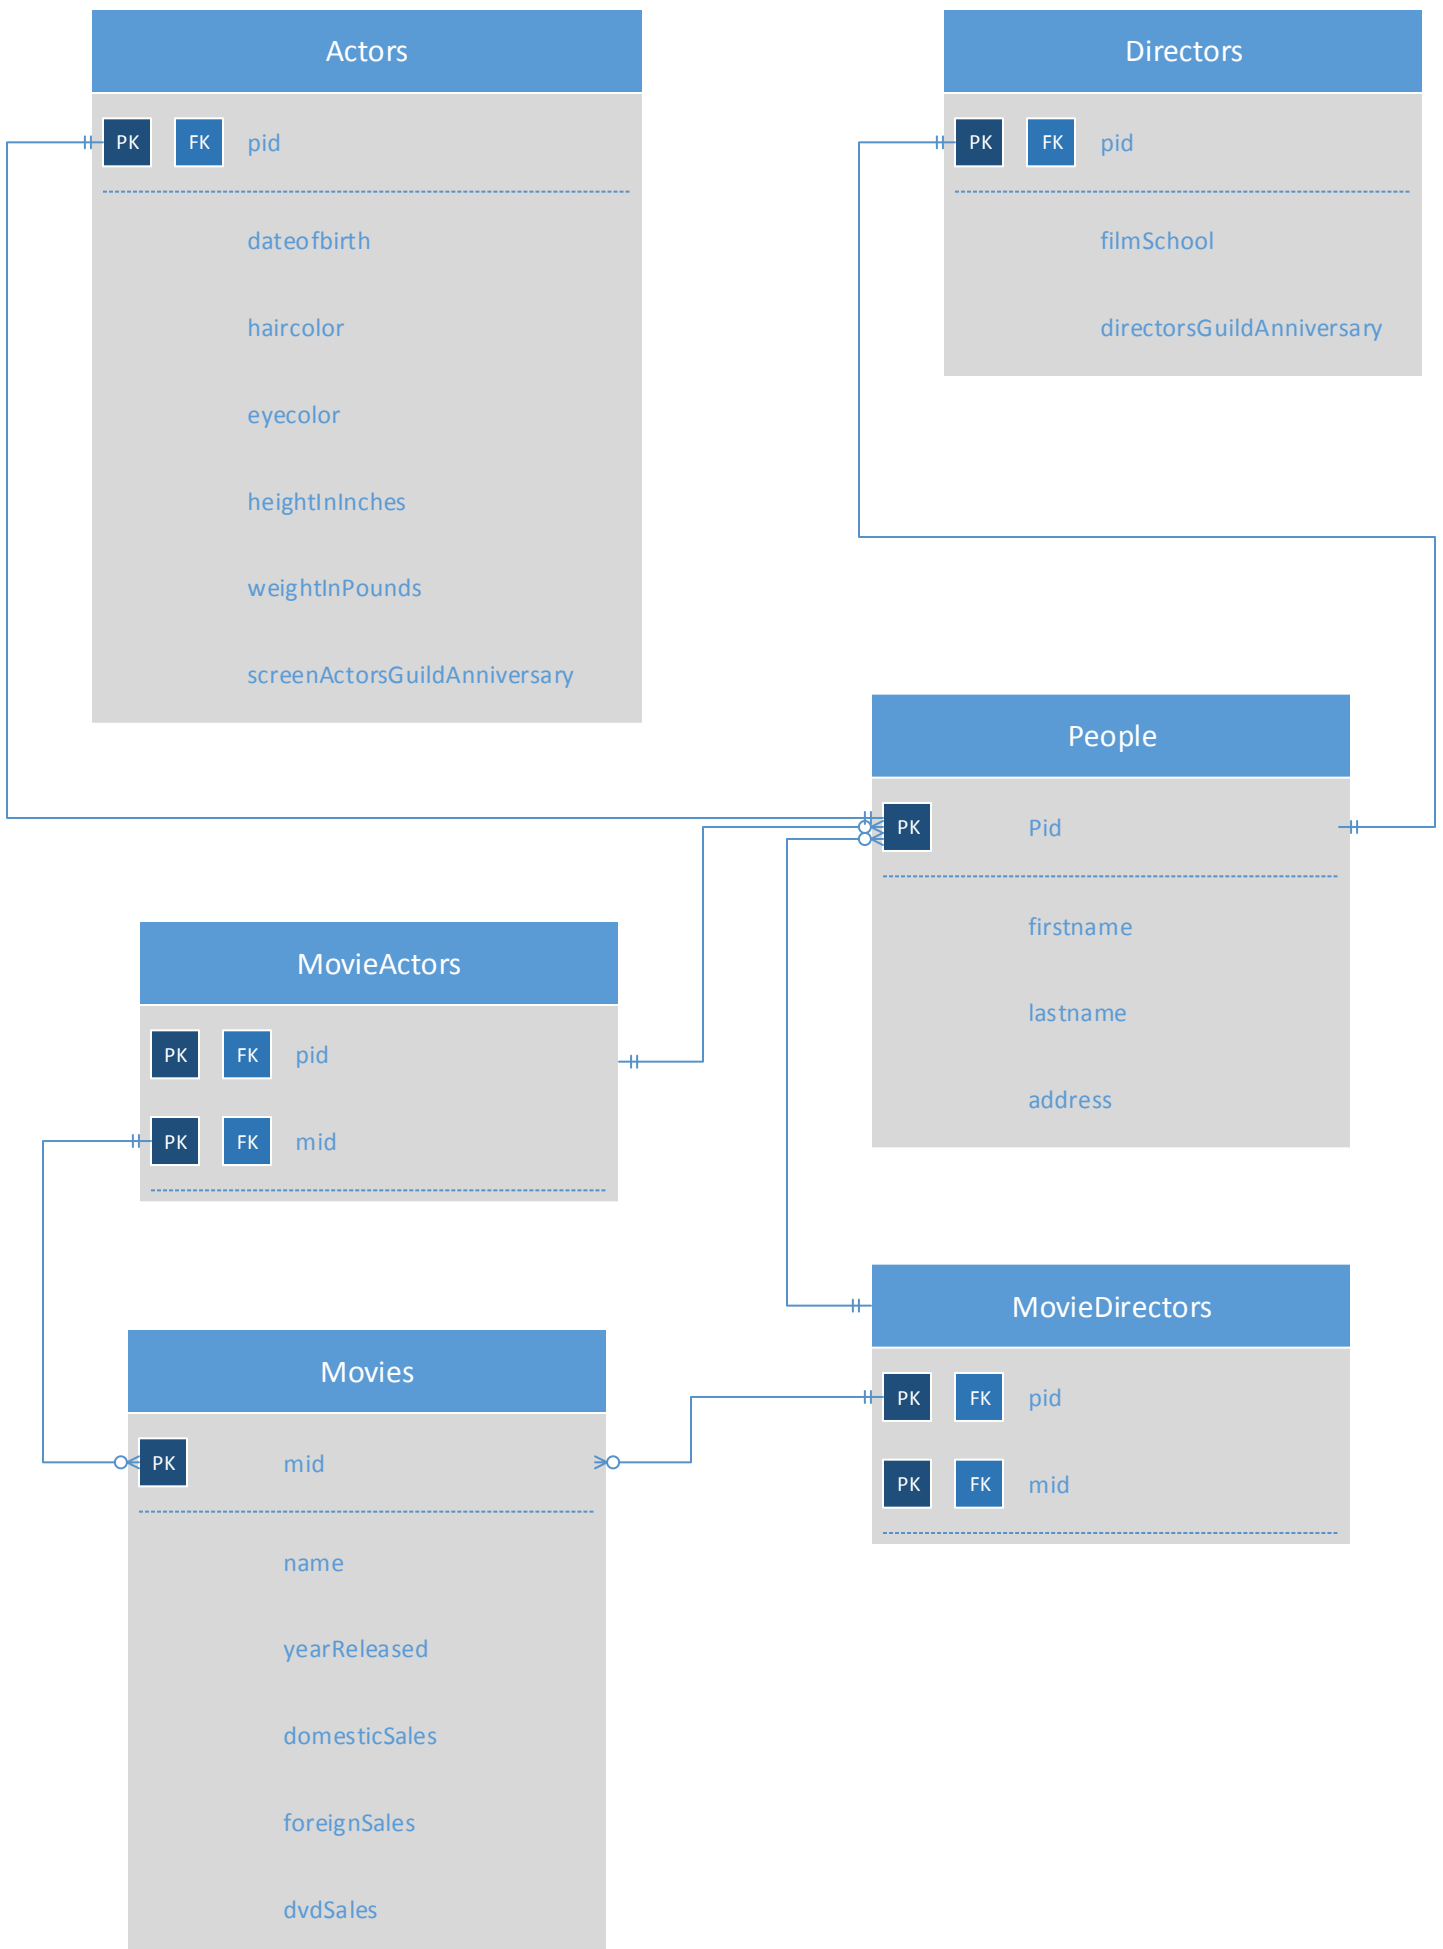 Actors
PK FK pid
dateofbirth
haircolor
eyecolor
heightInInches
weightInPounds
screenActorsGuildAnniversary
Directors
PK FK pid
filmSchool
directorsGuildAnniversary
People
PK Pid
firstname
lastname
address
MovieActors
PK FK pid
PK FK mid
MovieDirectors
PK FK pid
PK FK mid
Movies
PK mid
name
yearReleased
domesticSales
foreignSales
dvdSales